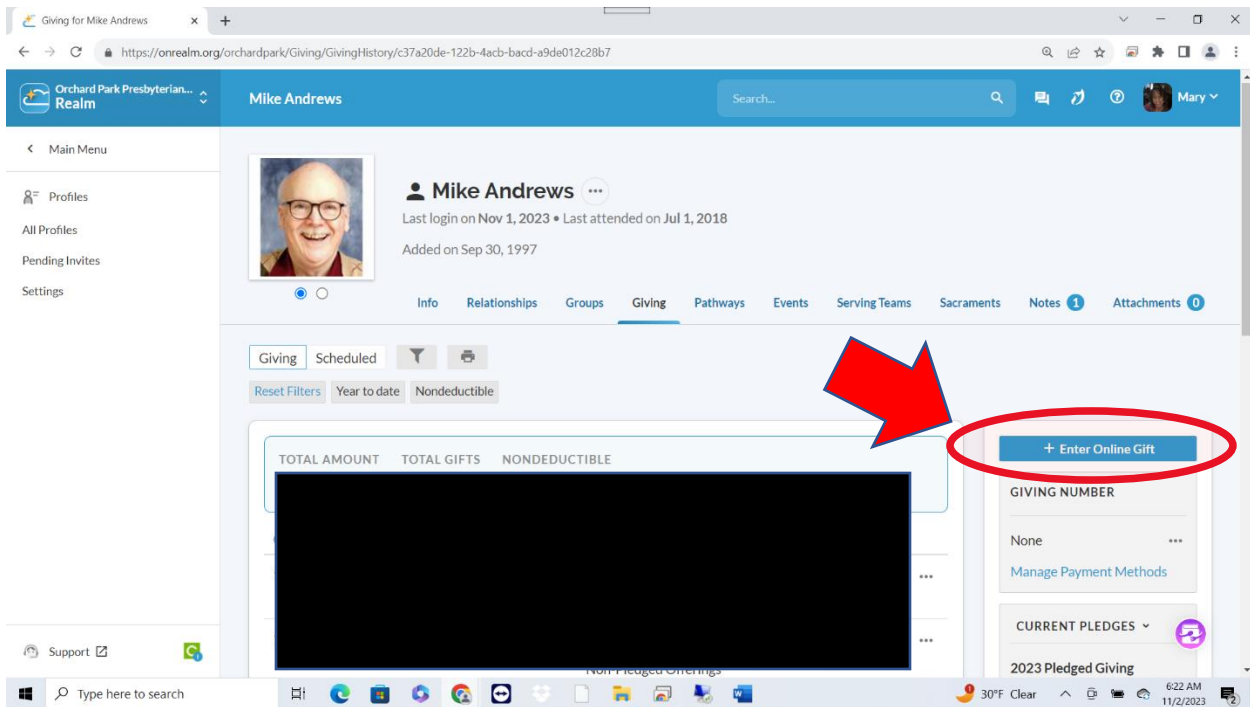 Giving for Mike Andrews
https://onrealm.org/orchardpark/Giving/GivingHistory/c37a20de-122b-4acb-bacd-a9de012c28b7
Orchard Park Presbyterian...
Realm
Mike Andrews
Search...
Mary
Main Menu
Profiles
All Profiles
Pending Invites
Settings
Mike Andrews
Last login on Nov 1, 2023 • Last attended on Jul 1, 2018
Added on Sep 30, 1997
Info Relationships Groups Giving Pathways Events Serving Teams Sacraments Notes 1 Attachments 0
Giving Scheduled
Reset Filters Year to date Nondeductible
TOTAL AMOUNT TOTAL GIFTS NONDEDUCTIBLE
+ Enter Online Gift
GIVING NUMBER
None
Manage Payment Methods
CURRENT PLEDGES
2023 Pledged Giving
Non-Pledged Offerings
Support
Type here to search
30°F Clear
6:22 AM
11/2/2023
2